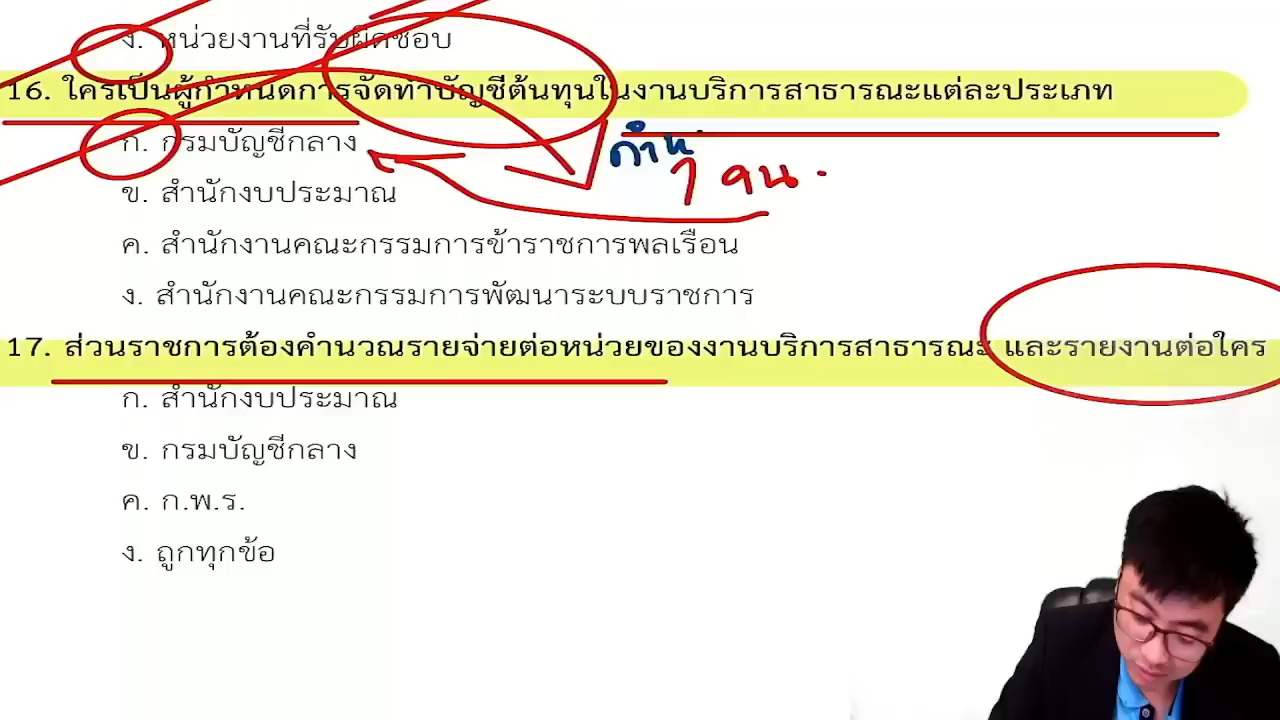 ง. หน่วยงานที่รับผิดชอบ
16. ใครเป็นผู้กำหนดการจัดทำบัญชีต้นทุนในงานบริการสาธารณะแต่ละประเภท
ก. กรมบัญชีกลาง
ข. สำนักงบประมาณ
ค. สำนักงานคณะกรรมการข้าราชการพลเรือน
ง. สำนักงานคณะกรรมการพัฒนาระบบราชการ
17. ส่วนราชการต้องคำนวณรายจ่ายต่อหน่วยของงานบริการสาธารณะ และรายงานต่อใคร
ก. สำนักงบประมาณ
ข. กรมบัญชีกลาง
ค. ก.พ.ร.
ง. ถูกทุกข้อ